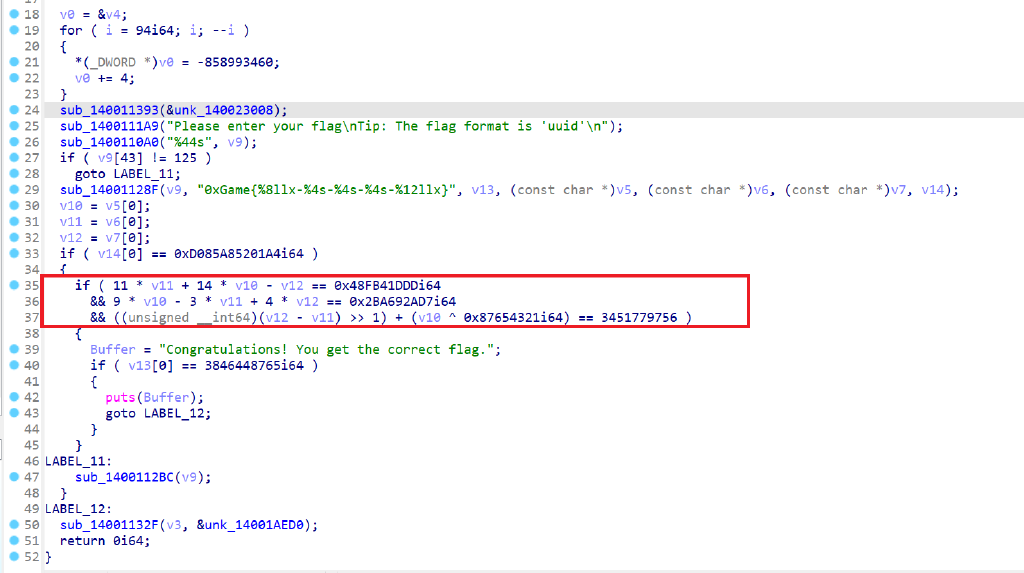 18 v0 = &v4;
19 for ( i = 94i64; i; --i )
20 {
21 *(_DWORD *)v0 = -858993460;
22 v0 += 4;
23 }
24 sub_140011393(&unk_140023008);
25 sub_1400111A9("Please enter your flag\nTip: The flag format is 'uuid'\n");
26 sub_1400110A0("%44s", v9);
27 if ( v9[43] != 125 )
28 goto LABEL_11;
29 sub_14001128F(v9, "0xGame{%8llx-%4s-%4s-%4s-%12llx}", v13, (const char *)v5, (const char *)v6, (const char *)v7, v14);
30 v10 = v5[0];
31 v11 = v6[0];
32 v12 = v7[0];
33 if ( v14[0] == 0xD085A85201A4i64 )
34 {
35 if ( 11 * v11 + 14 * v10 - v12 == 0x48FB41DDDi64
36 && 9 * v10 - 3 * v11 + 4 * v12 == 0x2BA692AD7i64
37 && ((unsigned __int64)(v12 - v11) >> 1) + (v10 ^ 0x87654321i64) == 3451779756 )
38 {
39 Buffer = "Congratulations! You get the correct flag.";
40 if ( v13[0] == 3846448765i64 )
41 {
42 puts(Buffer);
43 goto LABEL_12;
44 }
45 }
46 LABEL_11:
47 sub_1400112BC(v9);
48 }
49 LABEL_12:
50 sub_14001132F(v3, &unk_14001AED0);
51 return 0i64;
52 }